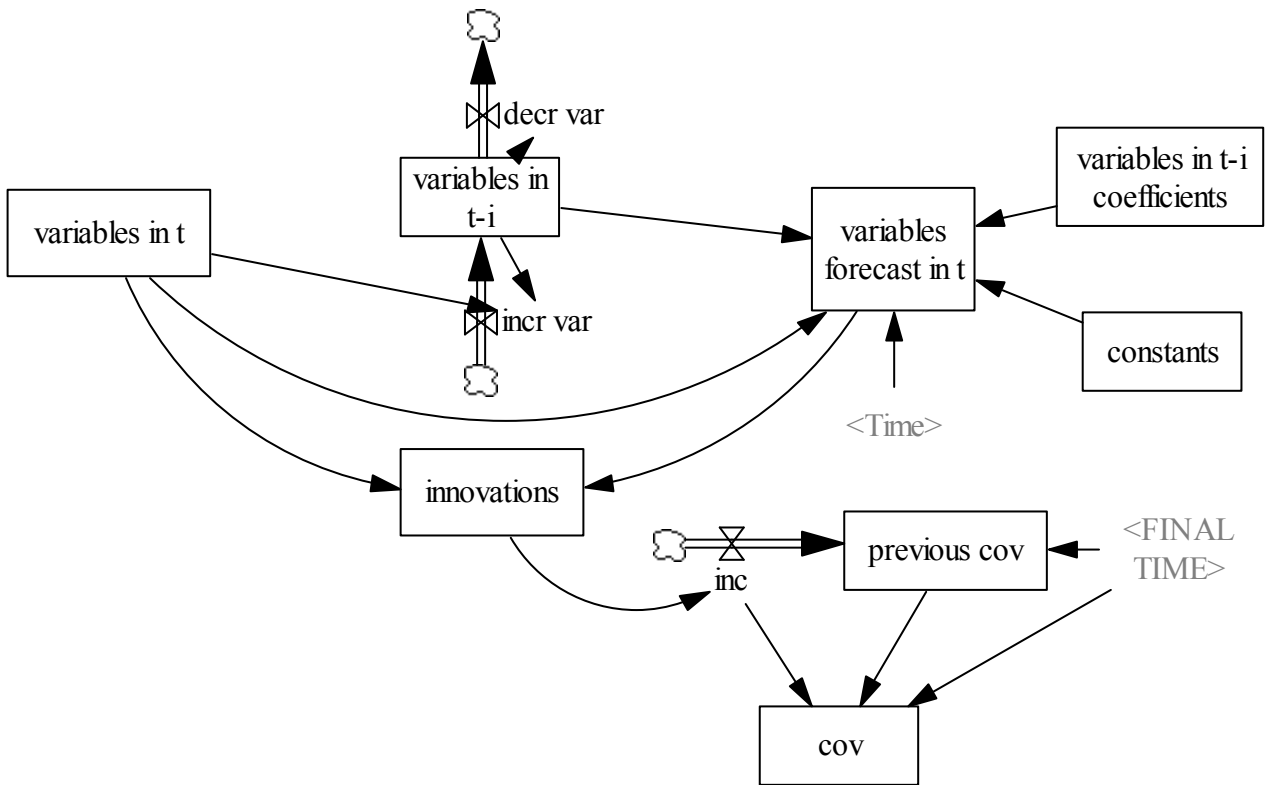 decr var
variables in
t-i
variables in t-i
coefficients
variables in t
variables
forecast in t
incr var
constants
<Time>
innovations
<FINAL
TIME>
previous cov
inc
cov